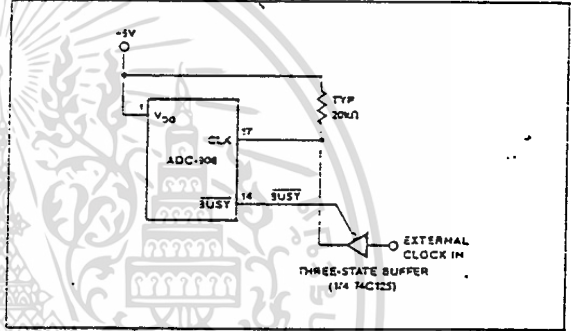 +5V
1
VDD
TYP
20kΩ
CLK
17
ADC-908
BUSY
14
BUSY
EXTERNAL
CLOCK IN
THREE-STATE BUFFER
(1/4 74C125)